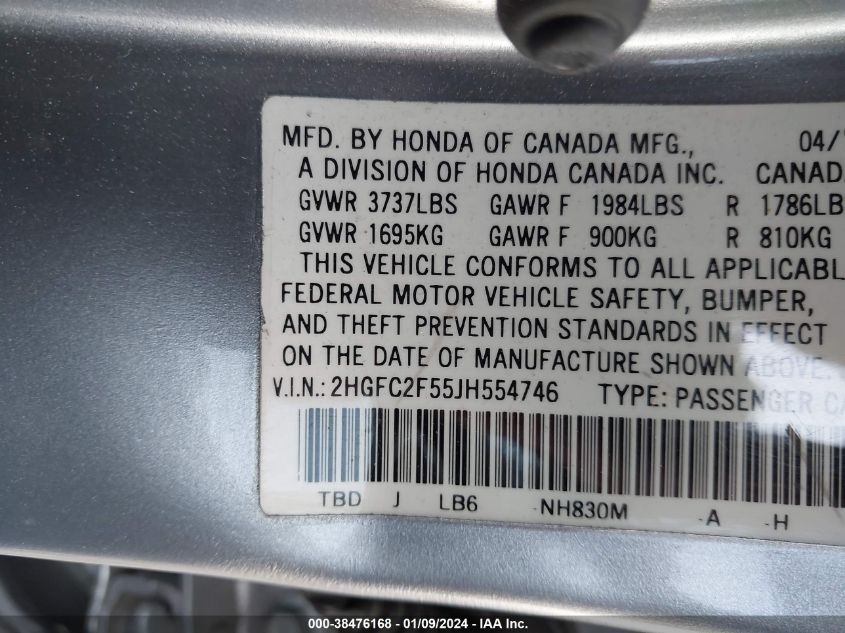 MFD. BY HONDA OF CANADA MFG., 04/
A DIVISION OF HONDA CANADA INC. CANAD
GVWR 3737LBS GAWR F 1984LBS R 1786LB
GVWR 1695KG GAWR F 900KG R 810KG
THIS VEHICLE CONFORMS TO ALL APPLICABL
FEDERAL MOTOR VEHICLE SAFETY, BUMPER,
AND THEFT PREVENTION STANDARDS IN EFFECT
ON THE DATE OF MANUFACTURE SHOWN ABOVE.
V.I.N.: 2HGFC2F55JH554746 TYPE: PASSENGER CA
TBD J LB6 -NH830M -A -H
000-38476168 - 01/09/2024 - IAA Inc.